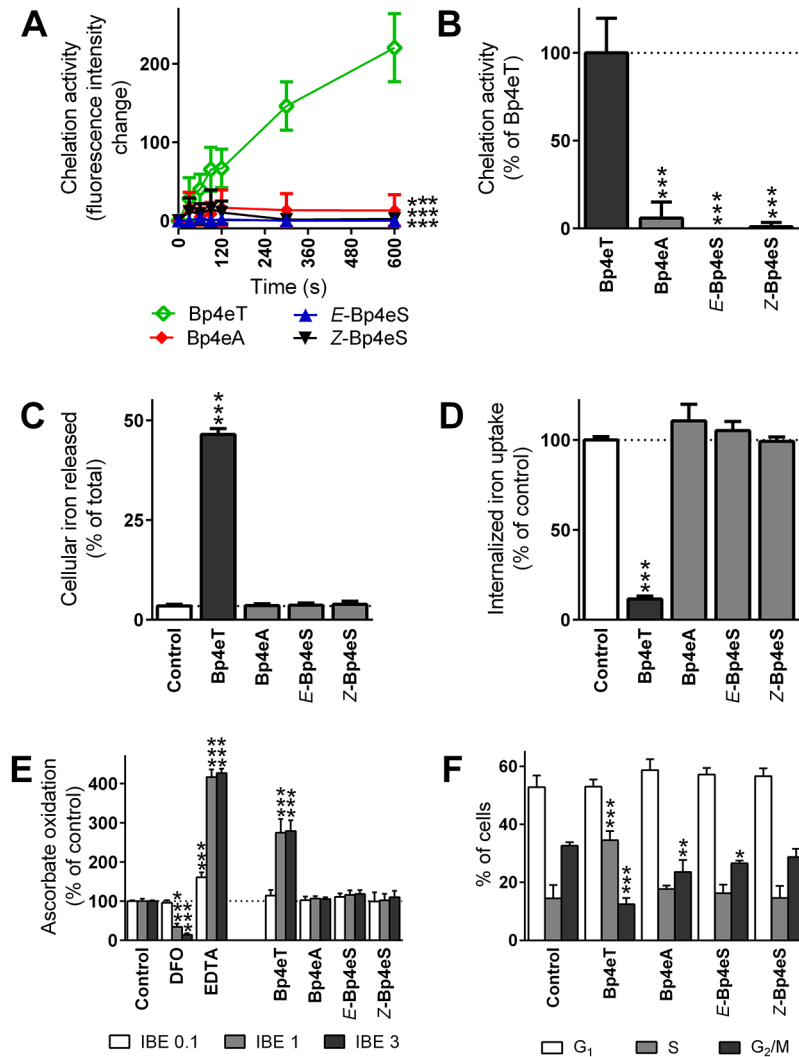 A
Chelation activity
(fluorescence intensity
change)
200
100
0
***
***
***
0 120 240 360 480 600
Time (s)
Bp4eT
E-Bp4eS
Bp4eA
Z-Bp4eS
B
Chelation activity
(% of Bp4eT)
100
50
0
*** *** ***
Bp4eT Bp4eA E-Bp4eS Z-Bp4eS
C
Cellular iron released
(% of total)
50
25
0
***
Control Bp4eT Bp4eA E-Bp4eS Z-Bp4eS
D
Internalized iron uptake
(% of control)
100
50
0
***
Control Bp4eT Bp4eA E-Bp4eS Z-Bp4eS
E
Ascorbate oxidation
(% of control)
400
300
200
100
0
* *** *** *** *** *** *** ***
Control DFO EDTA Bp4eT Bp4eA E-Bp4eS Z-Bp4eS
IBE 0.1 IBE 1 IBE 3
F
% of cells
60
40
20
0
*** *** ** *
Control Bp4eT Bp4eA E-Bp4eS Z-Bp4eS
G1 S G2/M